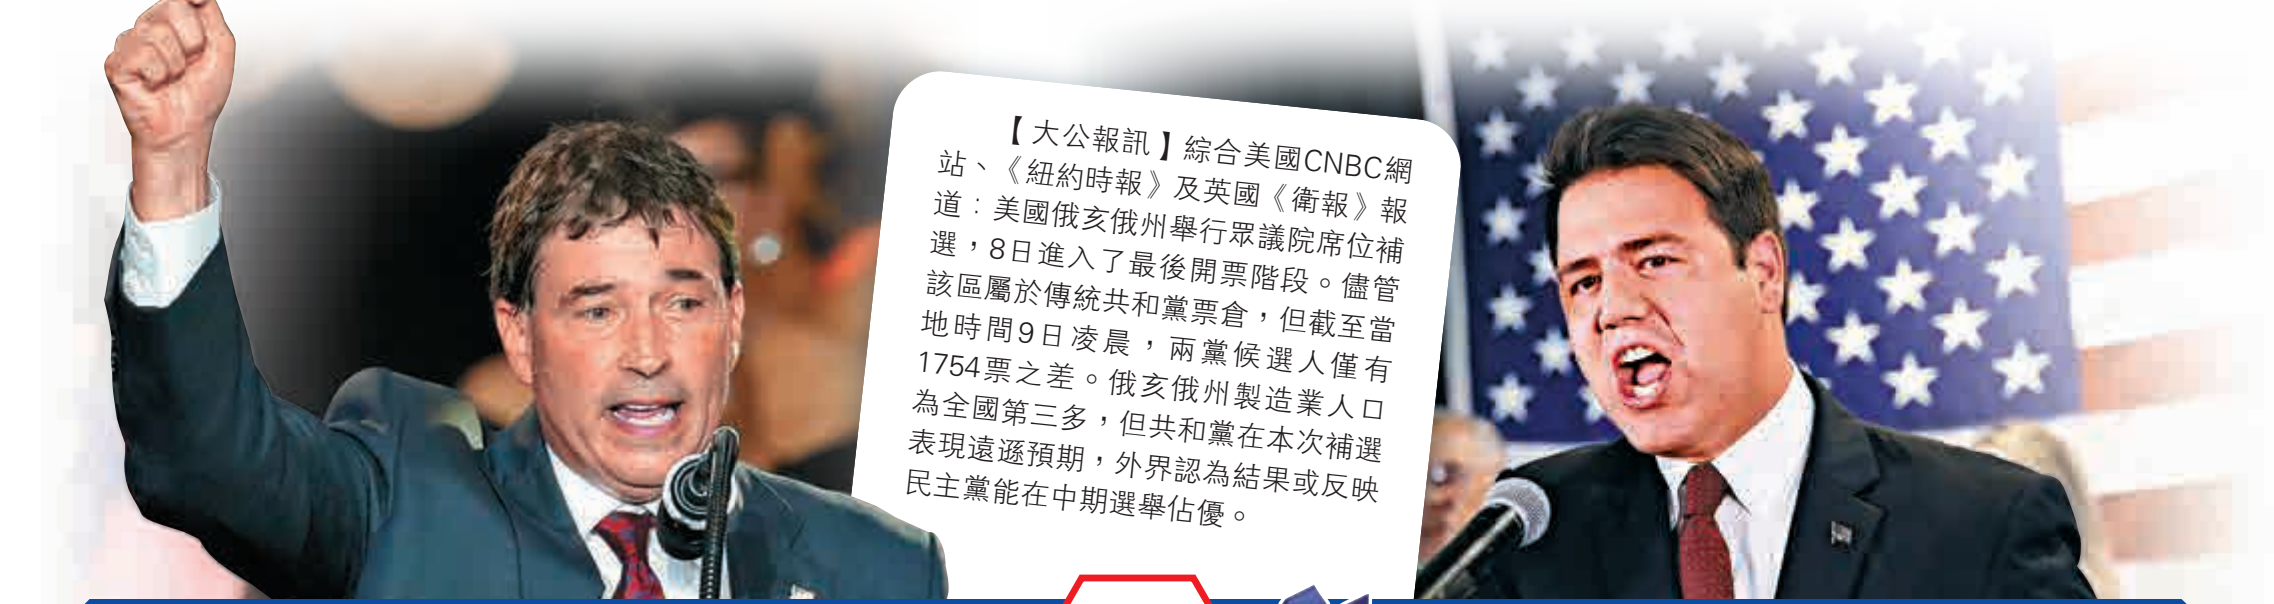 【大公報訊】綜合美國CNBC網
站、《紐約時報》及英國《衛報》報
道：美國俄亥俄州舉行眾議院席位補
選，8日進入了最後開票階段。儘管
該區屬於傳統共和黨票倉，但截至當
地時間9日凌晨，兩黨候選人僅有
1754票之差。俄亥俄州製造業人口
為全國第三多，但共和黨在本次補選
表現遠遜預期，外界認為結果或反映
民主黨能在中期選舉佔優。